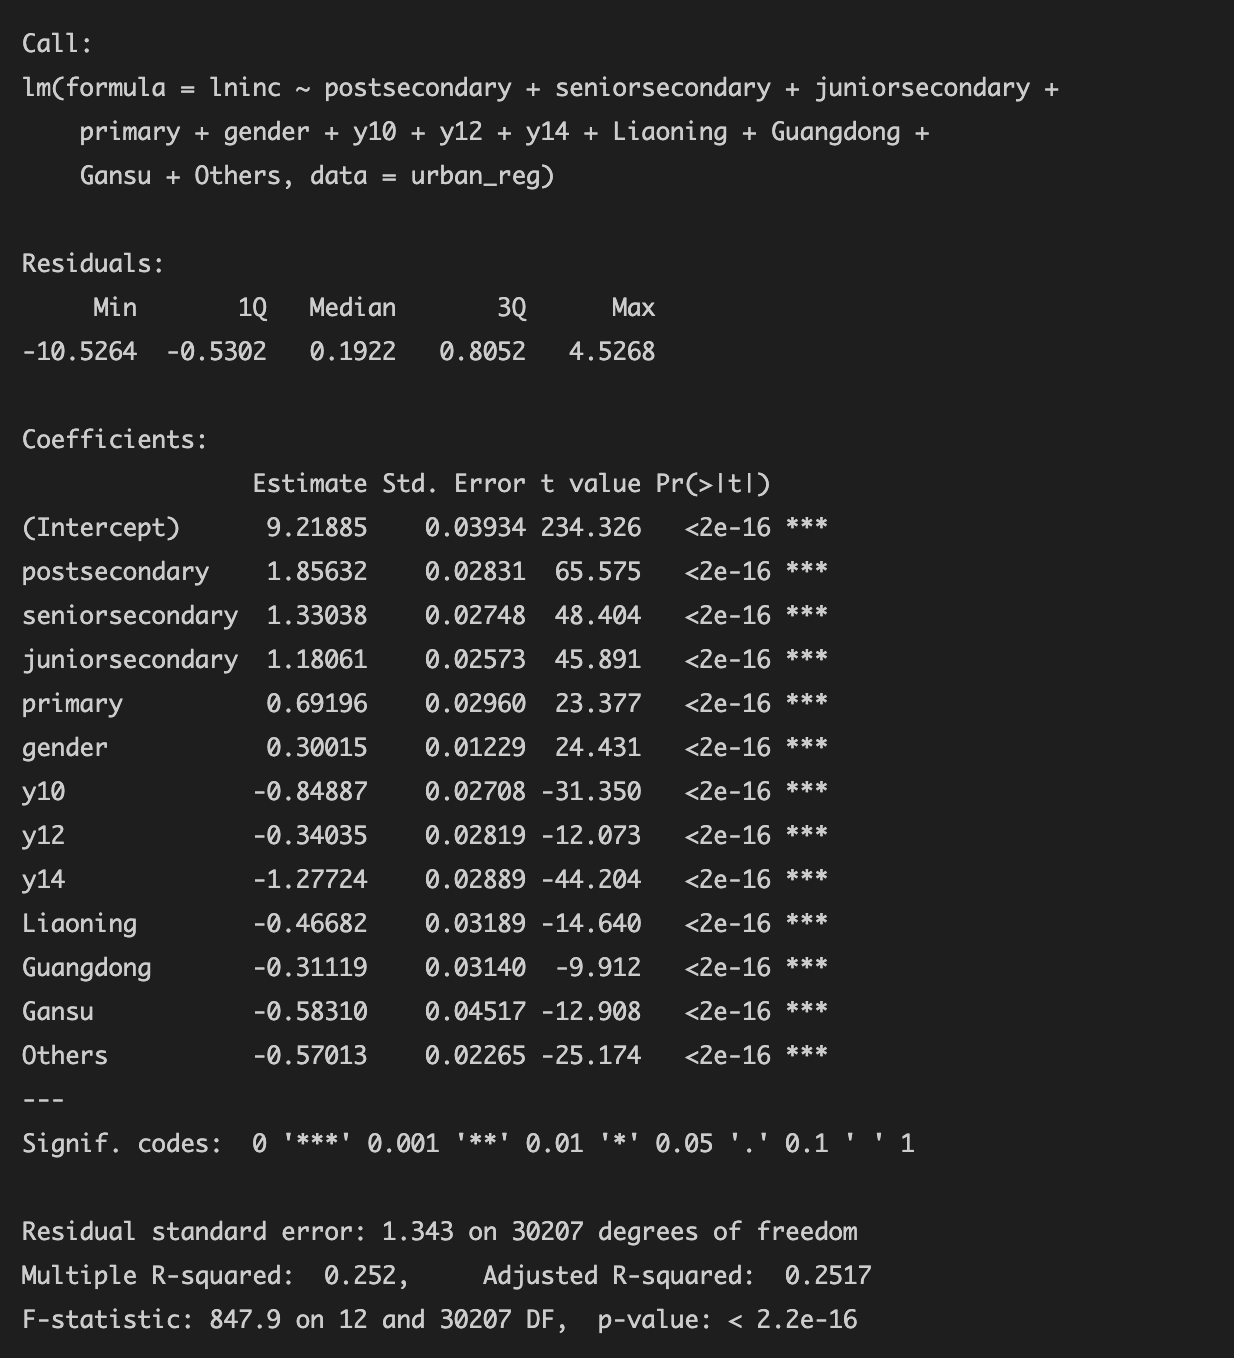 Call:
lm(formula = lninc ~ postsecondary + seniorsecondary + juniorsecondary +
    primary + gender + y10 + y12 + y14 + Liaoning + Guangdong +
    Gansu + Others, data = urban_reg)

Residuals:
     Min       1Q   Median       3Q      Max
-10.5264  -0.5302   0.1922   0.8052   4.5268

Coefficients:
                Estimate Std. Error t value Pr(>|t|)
(Intercept)      9.21885    0.03934 234.326   <2e-16 ***
postsecondary    1.85632    0.02831  65.575   <2e-16 ***
seniorsecondary  1.33038    0.02748  48.404   <2e-16 ***
juniorsecondary  1.18061    0.02573  45.891   <2e-16 ***
primary          0.69196    0.02960  23.377   <2e-16 ***
gender           0.30015    0.01229  24.431   <2e-16 ***
y10             -0.84887    0.02708 -31.350   <2e-16 ***
y12             -0.34035    0.02819 -12.073   <2e-16 ***
y14             -1.27724    0.02889 -44.204   <2e-16 ***
Liaoning        -0.46682    0.03189 -14.640   <2e-16 ***
Guangdong       -0.31119    0.03140  -9.912   <2e-16 ***
Gansu           -0.58310    0.04517 -12.908   <2e-16 ***
Others          -0.57013    0.02265 -25.174   <2e-16 ***
---
Signif. codes:  0 '***' 0.001 '**' 0.01 '*' 0.05 '.' 0.1 ' ' 1

Residual standard error: 1.343 on 30207 degrees of freedom
Multiple R-squared:  0.252,     Adjusted R-squared:  0.2517
F-statistic: 847.9 on 12 and 30207 DF,  p-value: < 2.2e-16